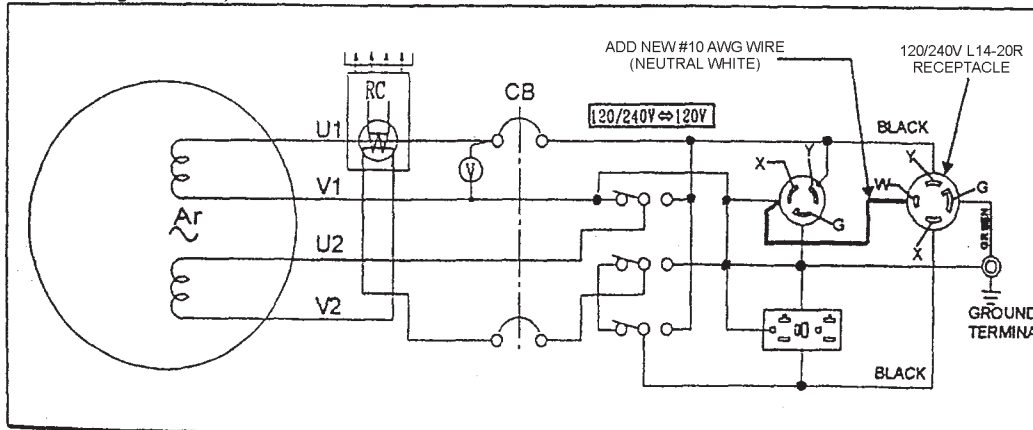 ADD NEW #10 AWG WIRE
(NEUTRAL WHITE)
120/240V L14-20R
RECEPTACLE
RC
CB
120/240V⇔120V
U1
BLACK
V
X
Y
Y
W
G
V1
G
Ar
X
GREEN
U2
V2
GROUND
TERMINA
BLACK